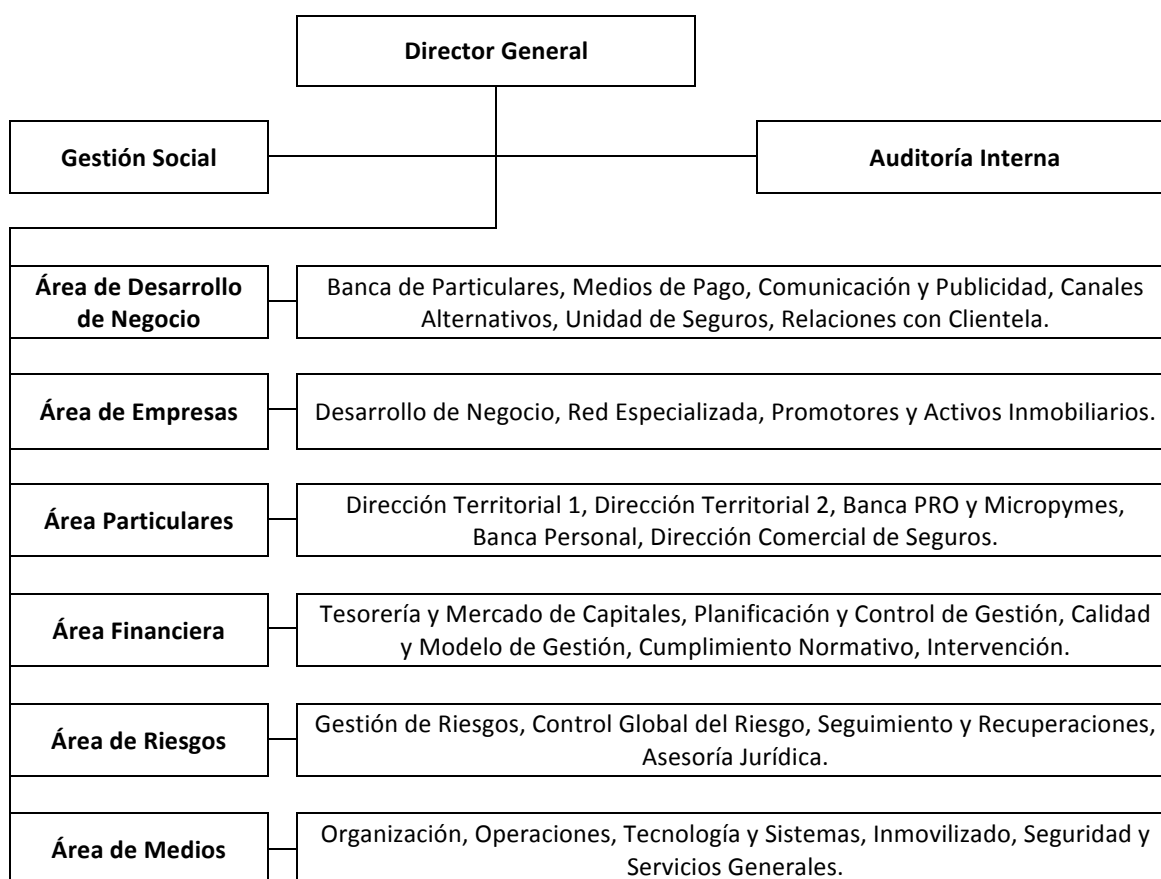 Director General
Gestión Social
Auditoría Interna
Área de Desarrollo
de Negocio
Banca de Particulares, Medios de Pago, Comunicación y Publicidad, Canales
Alternativos, Unidad de Seguros, Relaciones con Clientela.
Área de Empresas
Desarrollo de Negocio, Red Especializada, Promotores y Activos Inmobiliarios.
Área Particulares
Dirección Territorial 1, Dirección Territorial 2, Banca PRO y Micropymes,
Banca Personal, Dirección Comercial de Seguros.
Área Financiera
Tesorería y Mercado de Capitales, Planificación y Control de Gestión, Calidad
y Modelo de Gestión, Cumplimiento Normativo, Intervención.
Área de Riesgos
Gestión de Riesgos, Control Global del Riesgo, Seguimiento y Recuperaciones,
Asesoría Jurídica.
Área de Medios
Organización, Operaciones, Tecnología y Sistemas, Inmovilizado, Seguridad y
Servicios Generales.